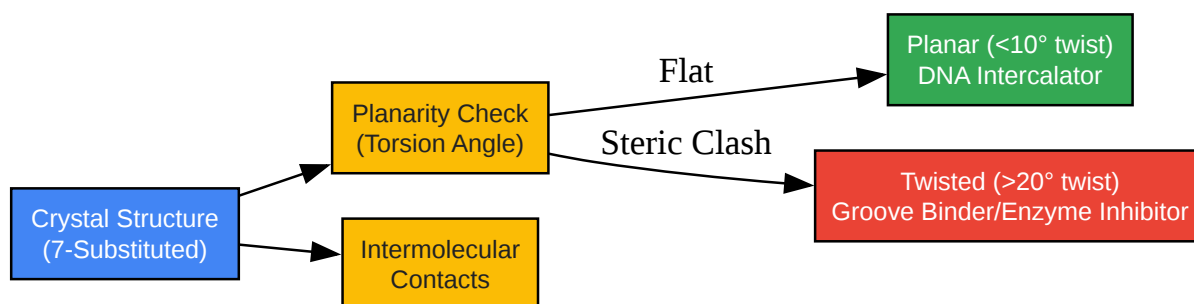 Crystal Structure
(7-Substituted)
Planarity Check
(Torsion Angle)
Intermolecular
Contacts
Flat
Steric Clash
Planar (<10° twist)
DNA Intercalator
Twisted (>20° twist)
Groove Binder/Enzyme Inhibitor